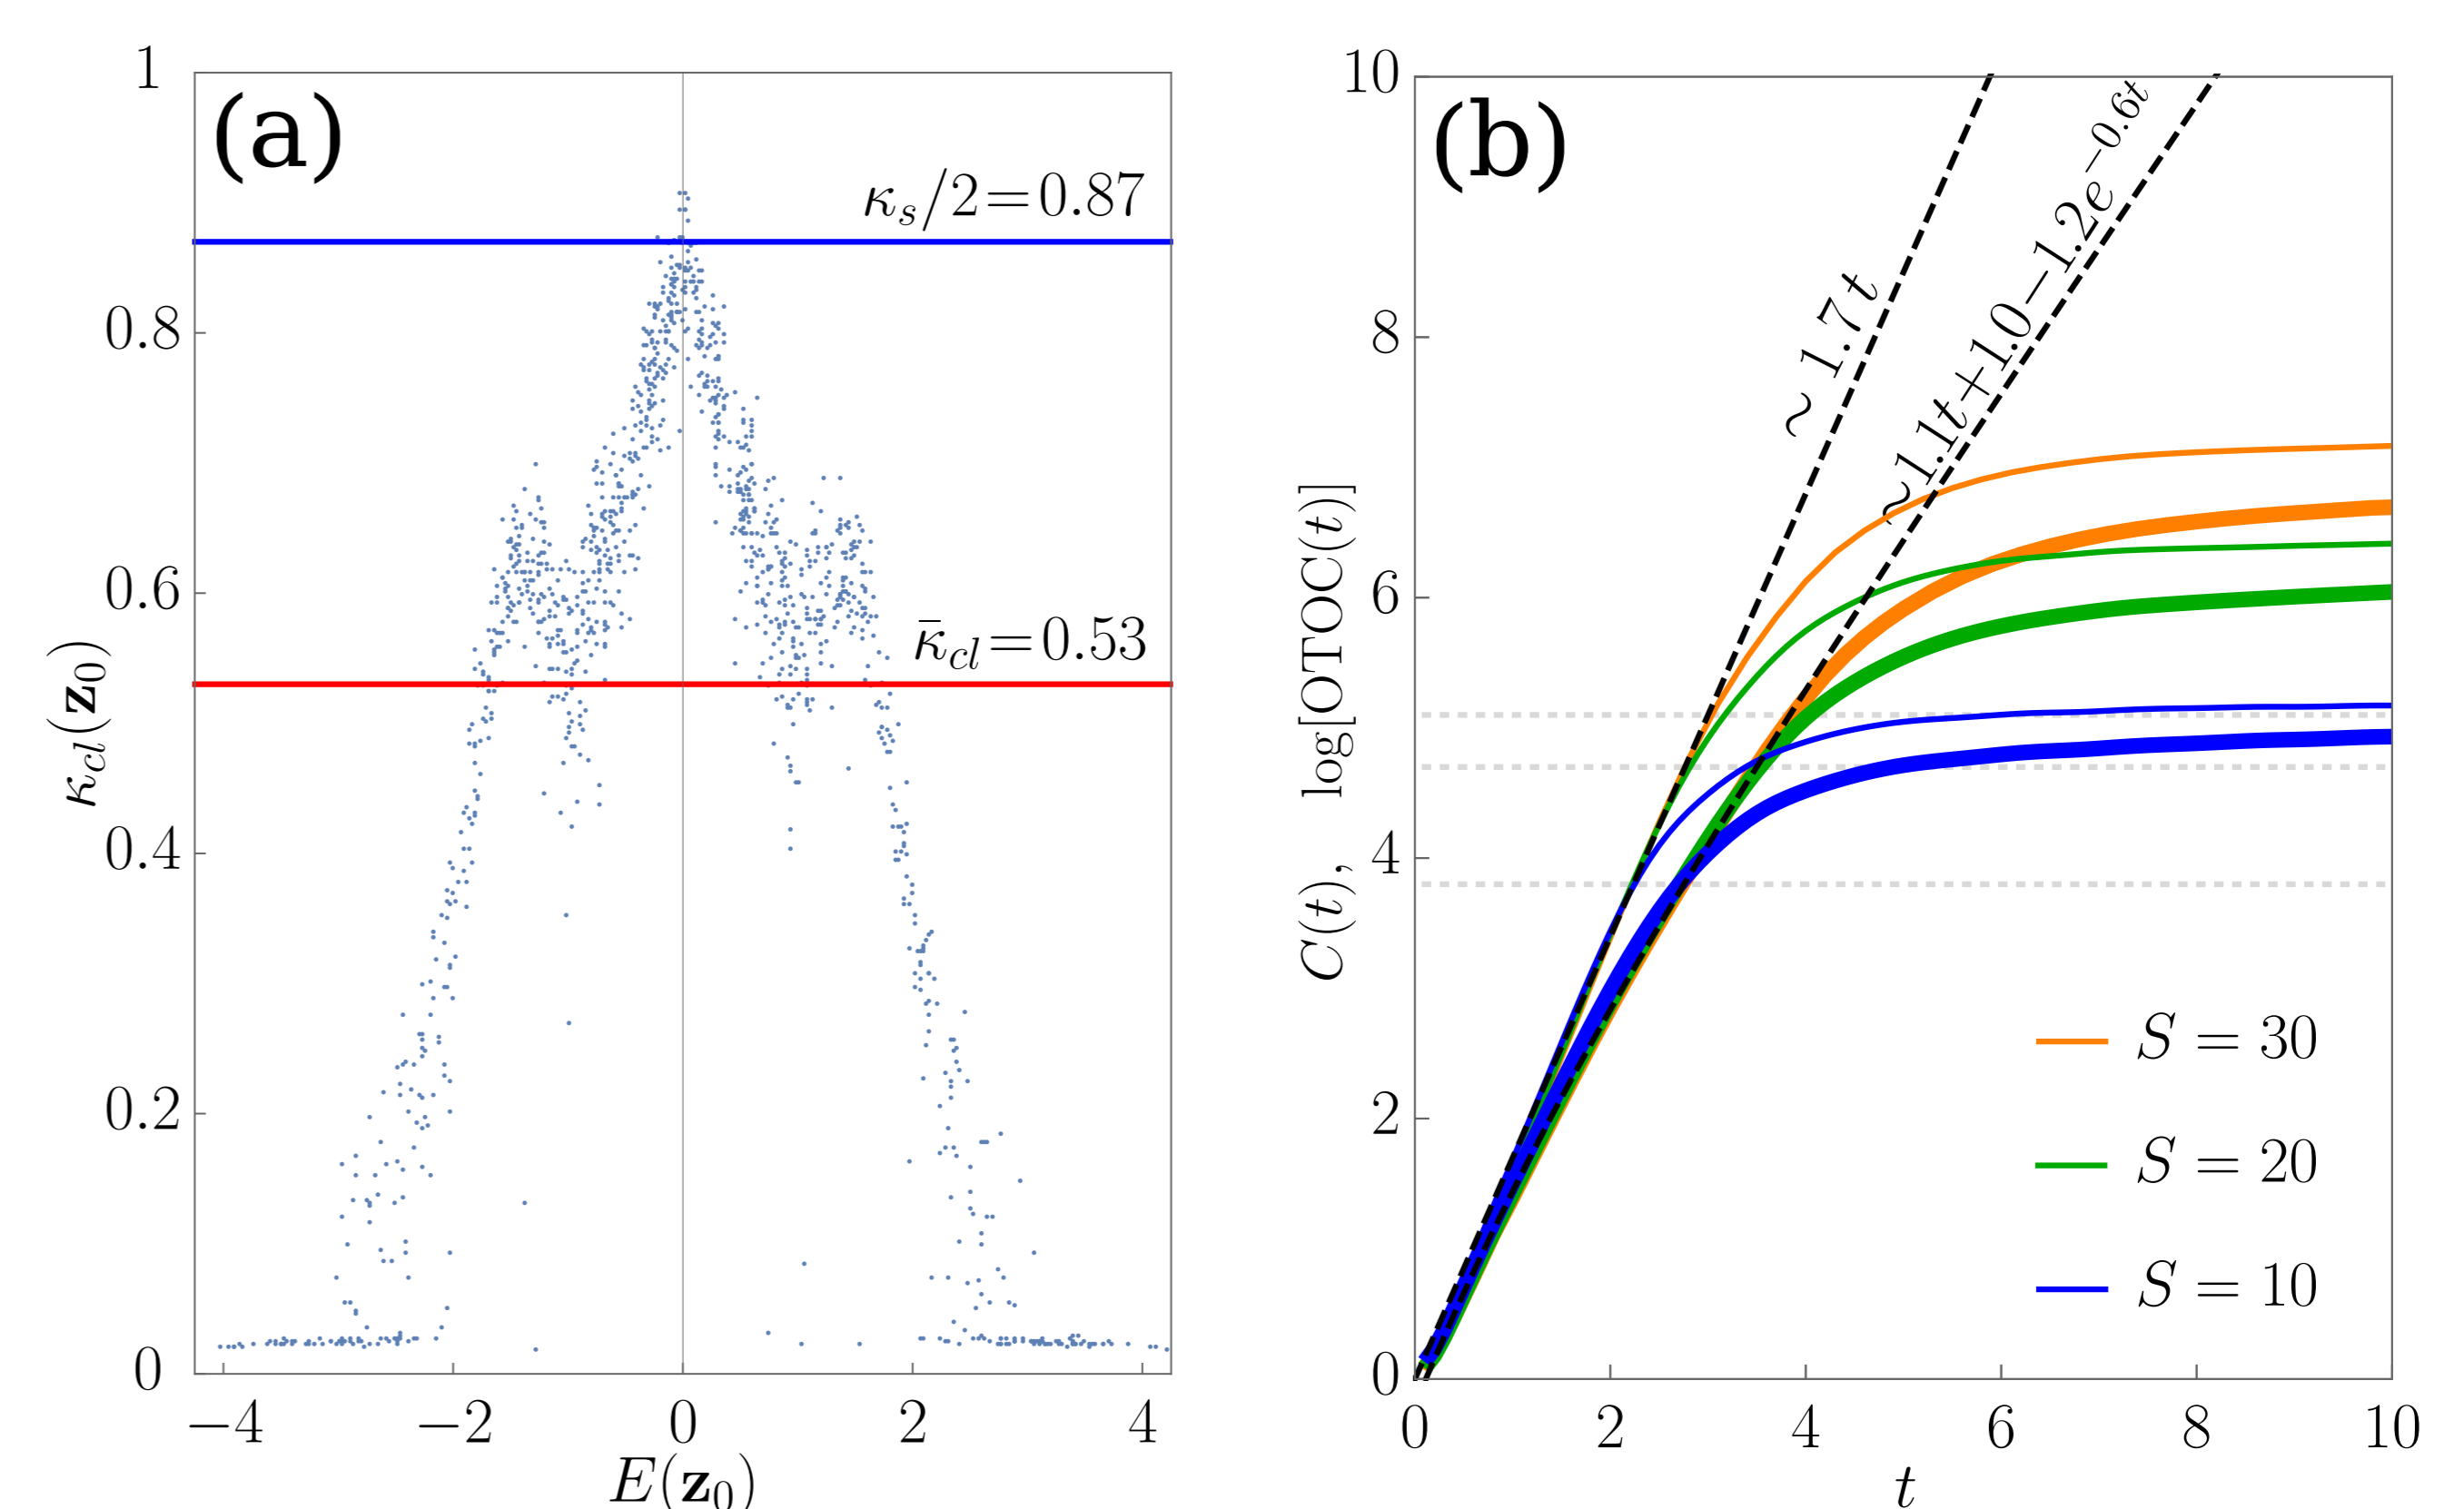 (a)
κ_cl(z_0)
1
0.8
0.6
0.4
0.2
0
κ_s/2=0.87
κ̄_cl=0.53
−4 −2 0 2 4
E(z_0)
(b)
C(t), log[OTOC(t)]
10
8
6
4
2
0
~ 1.7 t
~1.1t+1.0−1.2e^{−0.6t}
S = 30
S = 20
S = 10
0 2 4 6 8 10
t